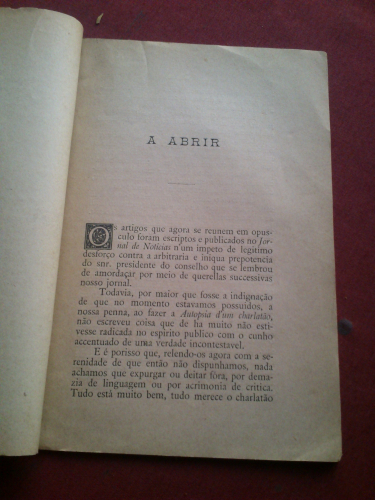 A ABRIR
Os artigos que agora se reunem em opus-
culo foram escriptos e publicados no Jor-
nal de Noticias n'um impeto de legitimo
desforço contra a arbitraria e iniqua prepotencia
do snr. presidente do conselho que se lembrou
de amordaçar por meio de querellas successivas
nosso jornal.
Todavia, por maior que fosse a indignação
de que no momento estavamos possuidos, a
nossa penna, ao fazer a Autopsia d'um charlatão,
não escreveu coisa que de ha muito não esti-
vesse radicada no espirito publico com o cunho
accentuado de uma verdade incontestavel.
E é porisso que, relendo-os agora com a se-
renidade de que então não dispunhamos, nada
achamos que expurgar ou deitar fóra, por dema-
zia de linguagem ou por acrimonia de critica.
Tudo está muito bem, tudo merece o charlatão